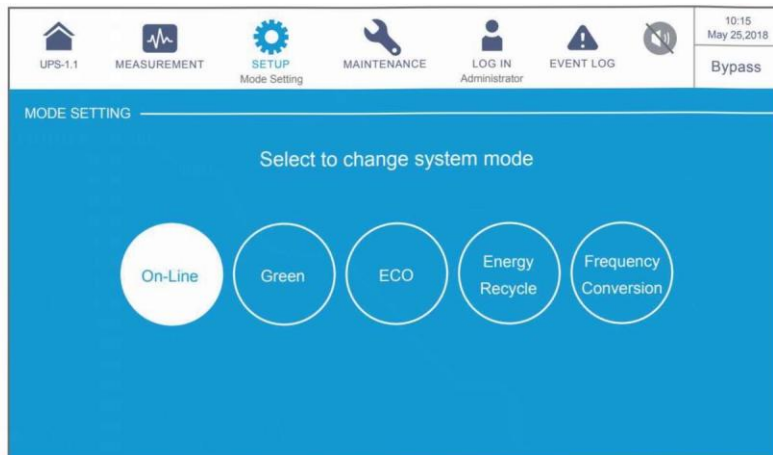 10:15
May 25,2018
UPS-1.1
MEASUREMENT
SETUP
Mode Setting
MAINTENANCE
LOG IN
Administrator
EVENT LOG
Bypass
MODE SETTING
Select to change system mode
On-Line
Green
ECO
Energy
Recycle
Frequency
Conversion